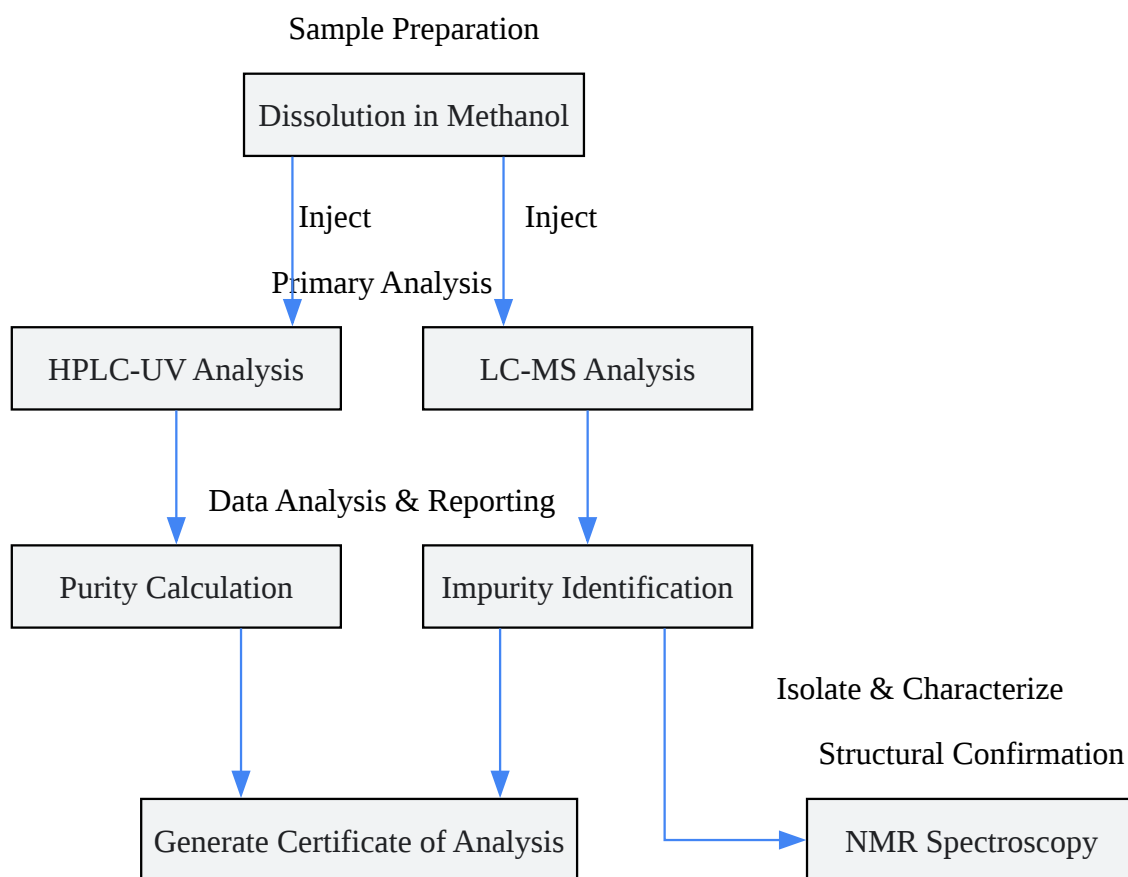 Sample Preparation
Dissolution in Methanol
Inject
Inject
Primary Analysis
HPLC-UV Analysis
LC-MS Analysis
Data Analysis & Reporting
Purity Calculation
Impurity Identification
Isolate & Characterize
Structural Confirmation
Generate Certificate of Analysis
NMR Spectroscopy